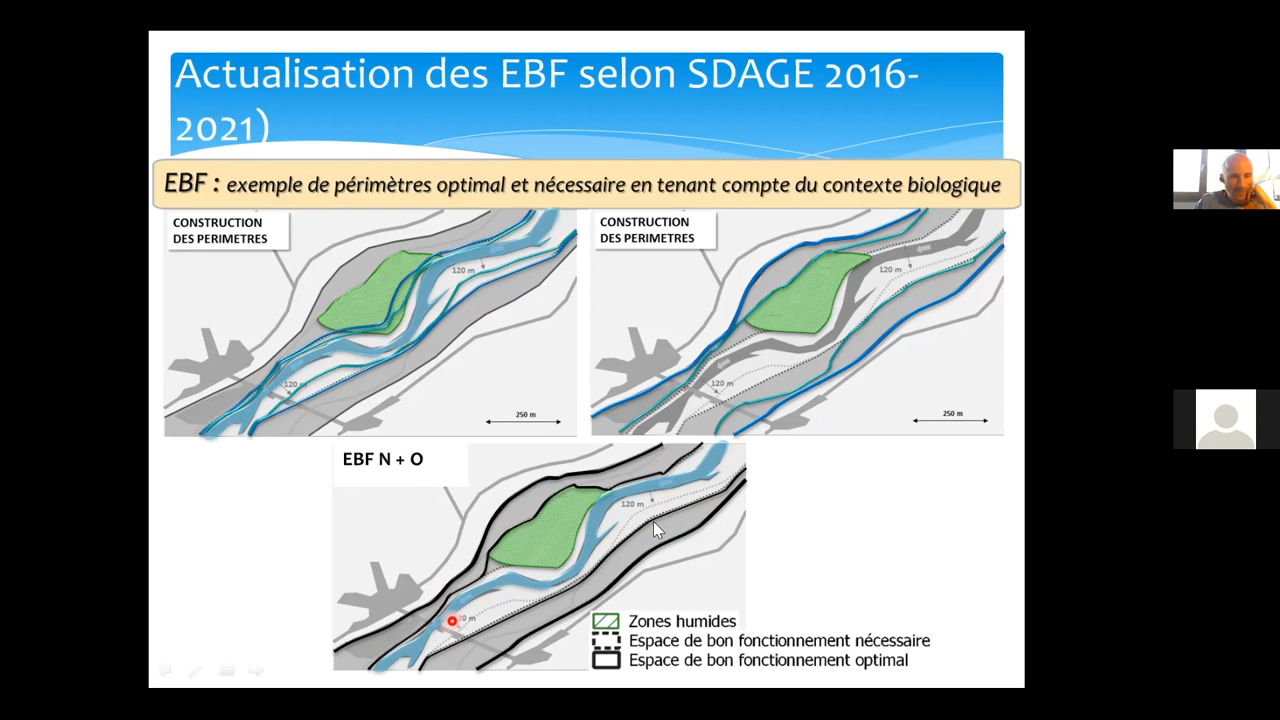 Actualisation des EBF selon SDAGE 2016-
2021)
EBF : exemple de périmètres optimal et nécessaire en tenant compte du contexte biologique
CONSTRUCTION
DES PERIMETRES
120 m
120 m
250 m
CONSTRUCTION
DES PERIMETRES
120 m
120 m
250 m
EBF N + O
120 m
Zones humides
Espace de bon fonctionnement nécessaire
Espace de bon fonctionnement optimal